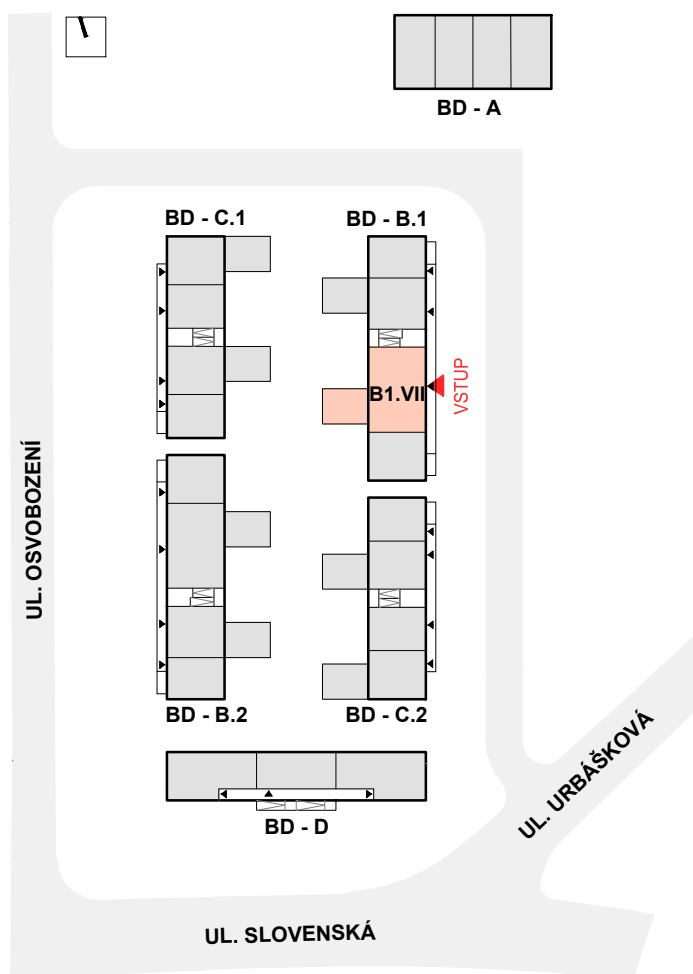 BD - A
BD - C.1
BD - B.1
B1.VII
VSTUP
UL. OSVOBOZENÍ
BD - B.2
BD - C.2
UL. URBÁŠKOVÁ
BD - D
UL. SLOVENSKÁ